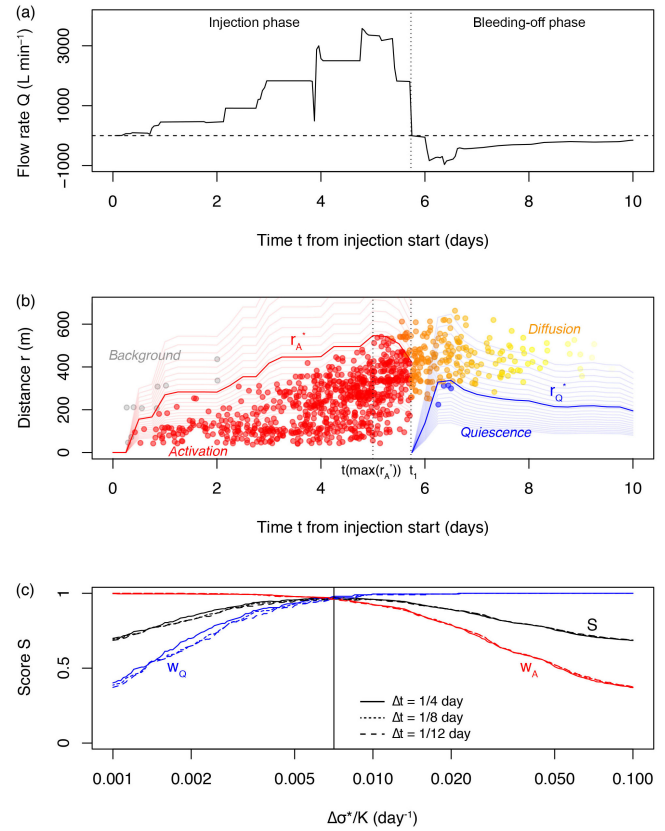 (a)
Injection phase
Bleeding-off phase
Flow rate Q (L min⁻¹)
3000
1000
−1000
0 2 4 6 8 10
Time t from injection start (days)
(b)
Distance r (m)
600
400
200
0
Background
r_A*
Activation
Diffusion
r_Q*
Quiescence
t(max(r_A*)) t₁
0 2 4 6 8 10
Time t from injection start (days)
(c)
Score S
1
0.5
0
w_Q
S
w_A
Δt = 1/4 day
Δt = 1/8 day
Δt = 1/12 day
0.001 0.002 0.005 0.010 0.020 0.050 0.100
Δσ*/K (day⁻¹)